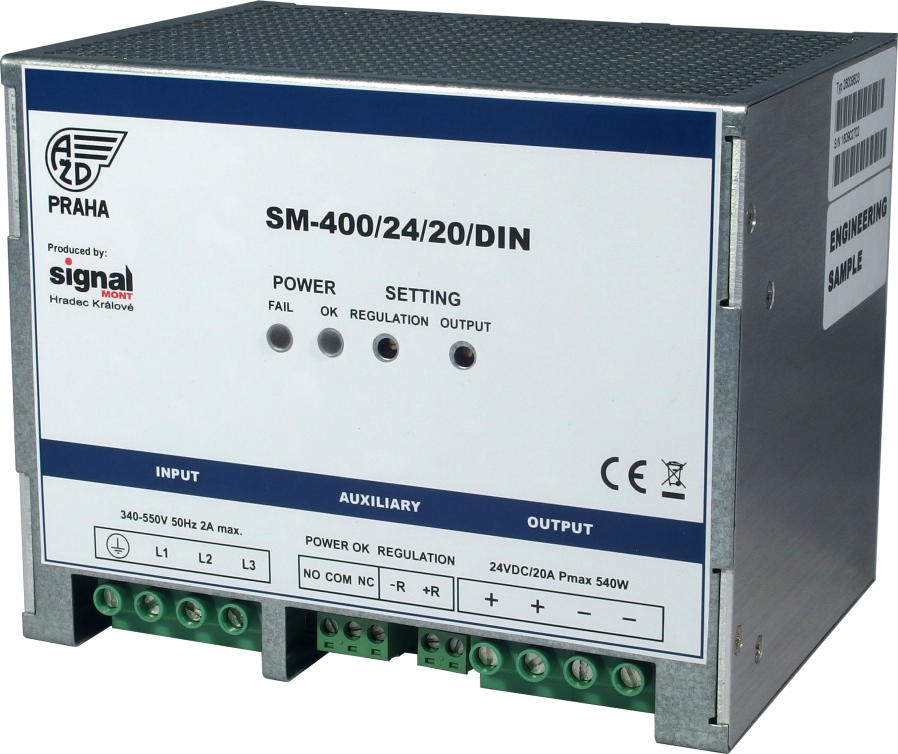 AŽD
PRAHA
Produced by:
signal
MONT
Hradec Králové
SM-400/24/20/DIN
POWER SETTING
FAIL OK REGULATION OUTPUT
CE
INPUT AUXILIARY OUTPUT
340-550V 50Hz 2A max.
L1 L2 L3
POWER OK REGULATION
NO COM NC -R +R
24VDC/20A Pmax 540W
+ + − −
ENGINEERING
SAMPLE